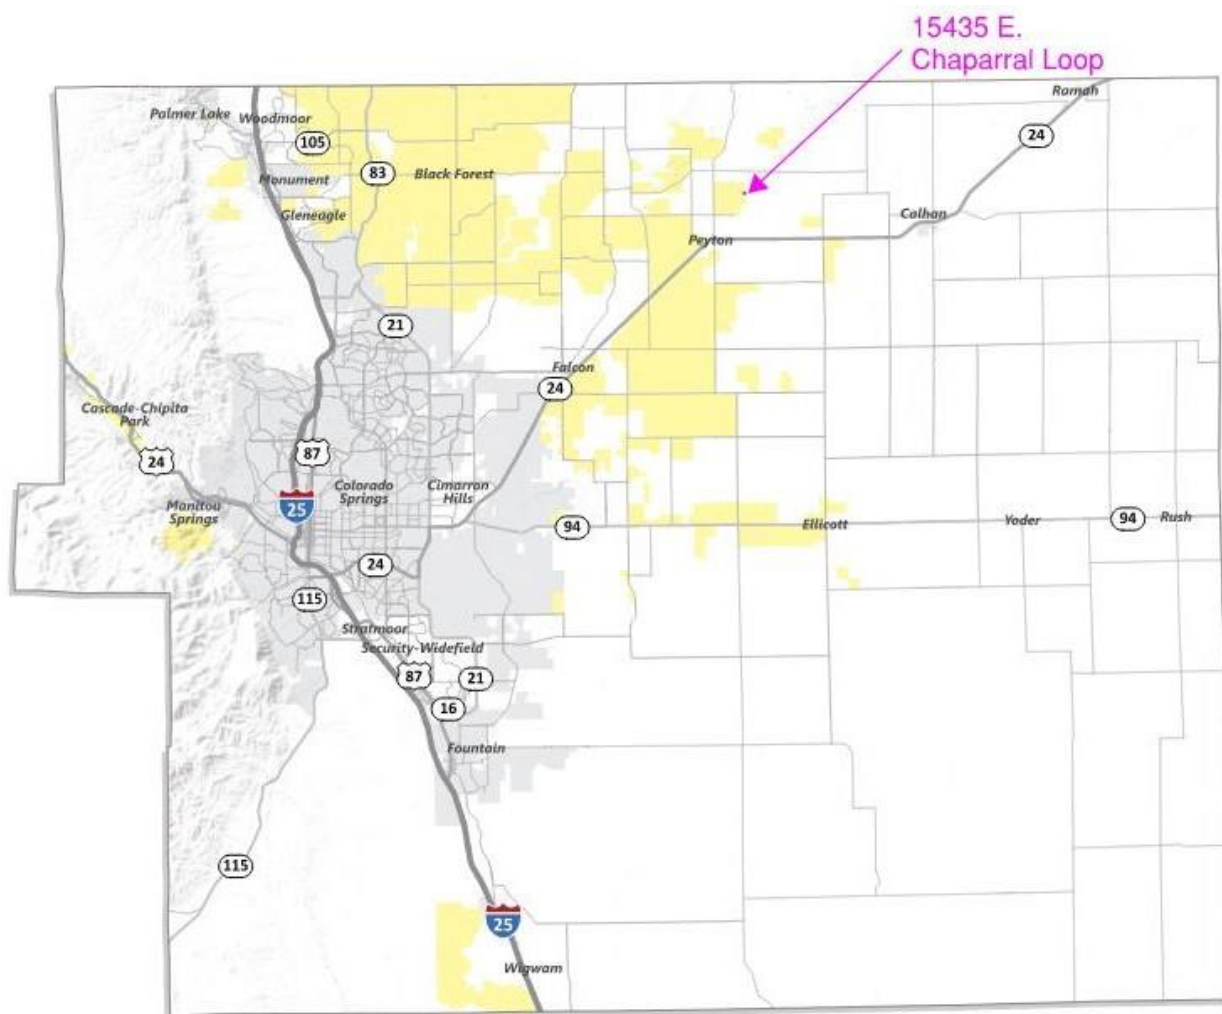 15435 E.
Chaparral Loop
Ramah
Palmer Lake
Woodmoor
24
105
83
Black Forest
Monument
Gleneagle
Calhan
Peyton
21
Falcon
24
Cascade-Chipita
Park
87
24
Colorado
Springs
Cimarron
Hills
25
Manitou
Springs
94
Ellicott
Yoder
94
Rush
24
115
Stratmoor
Security-Widefield
87
21
16
Fountain
115
25
Wigwam